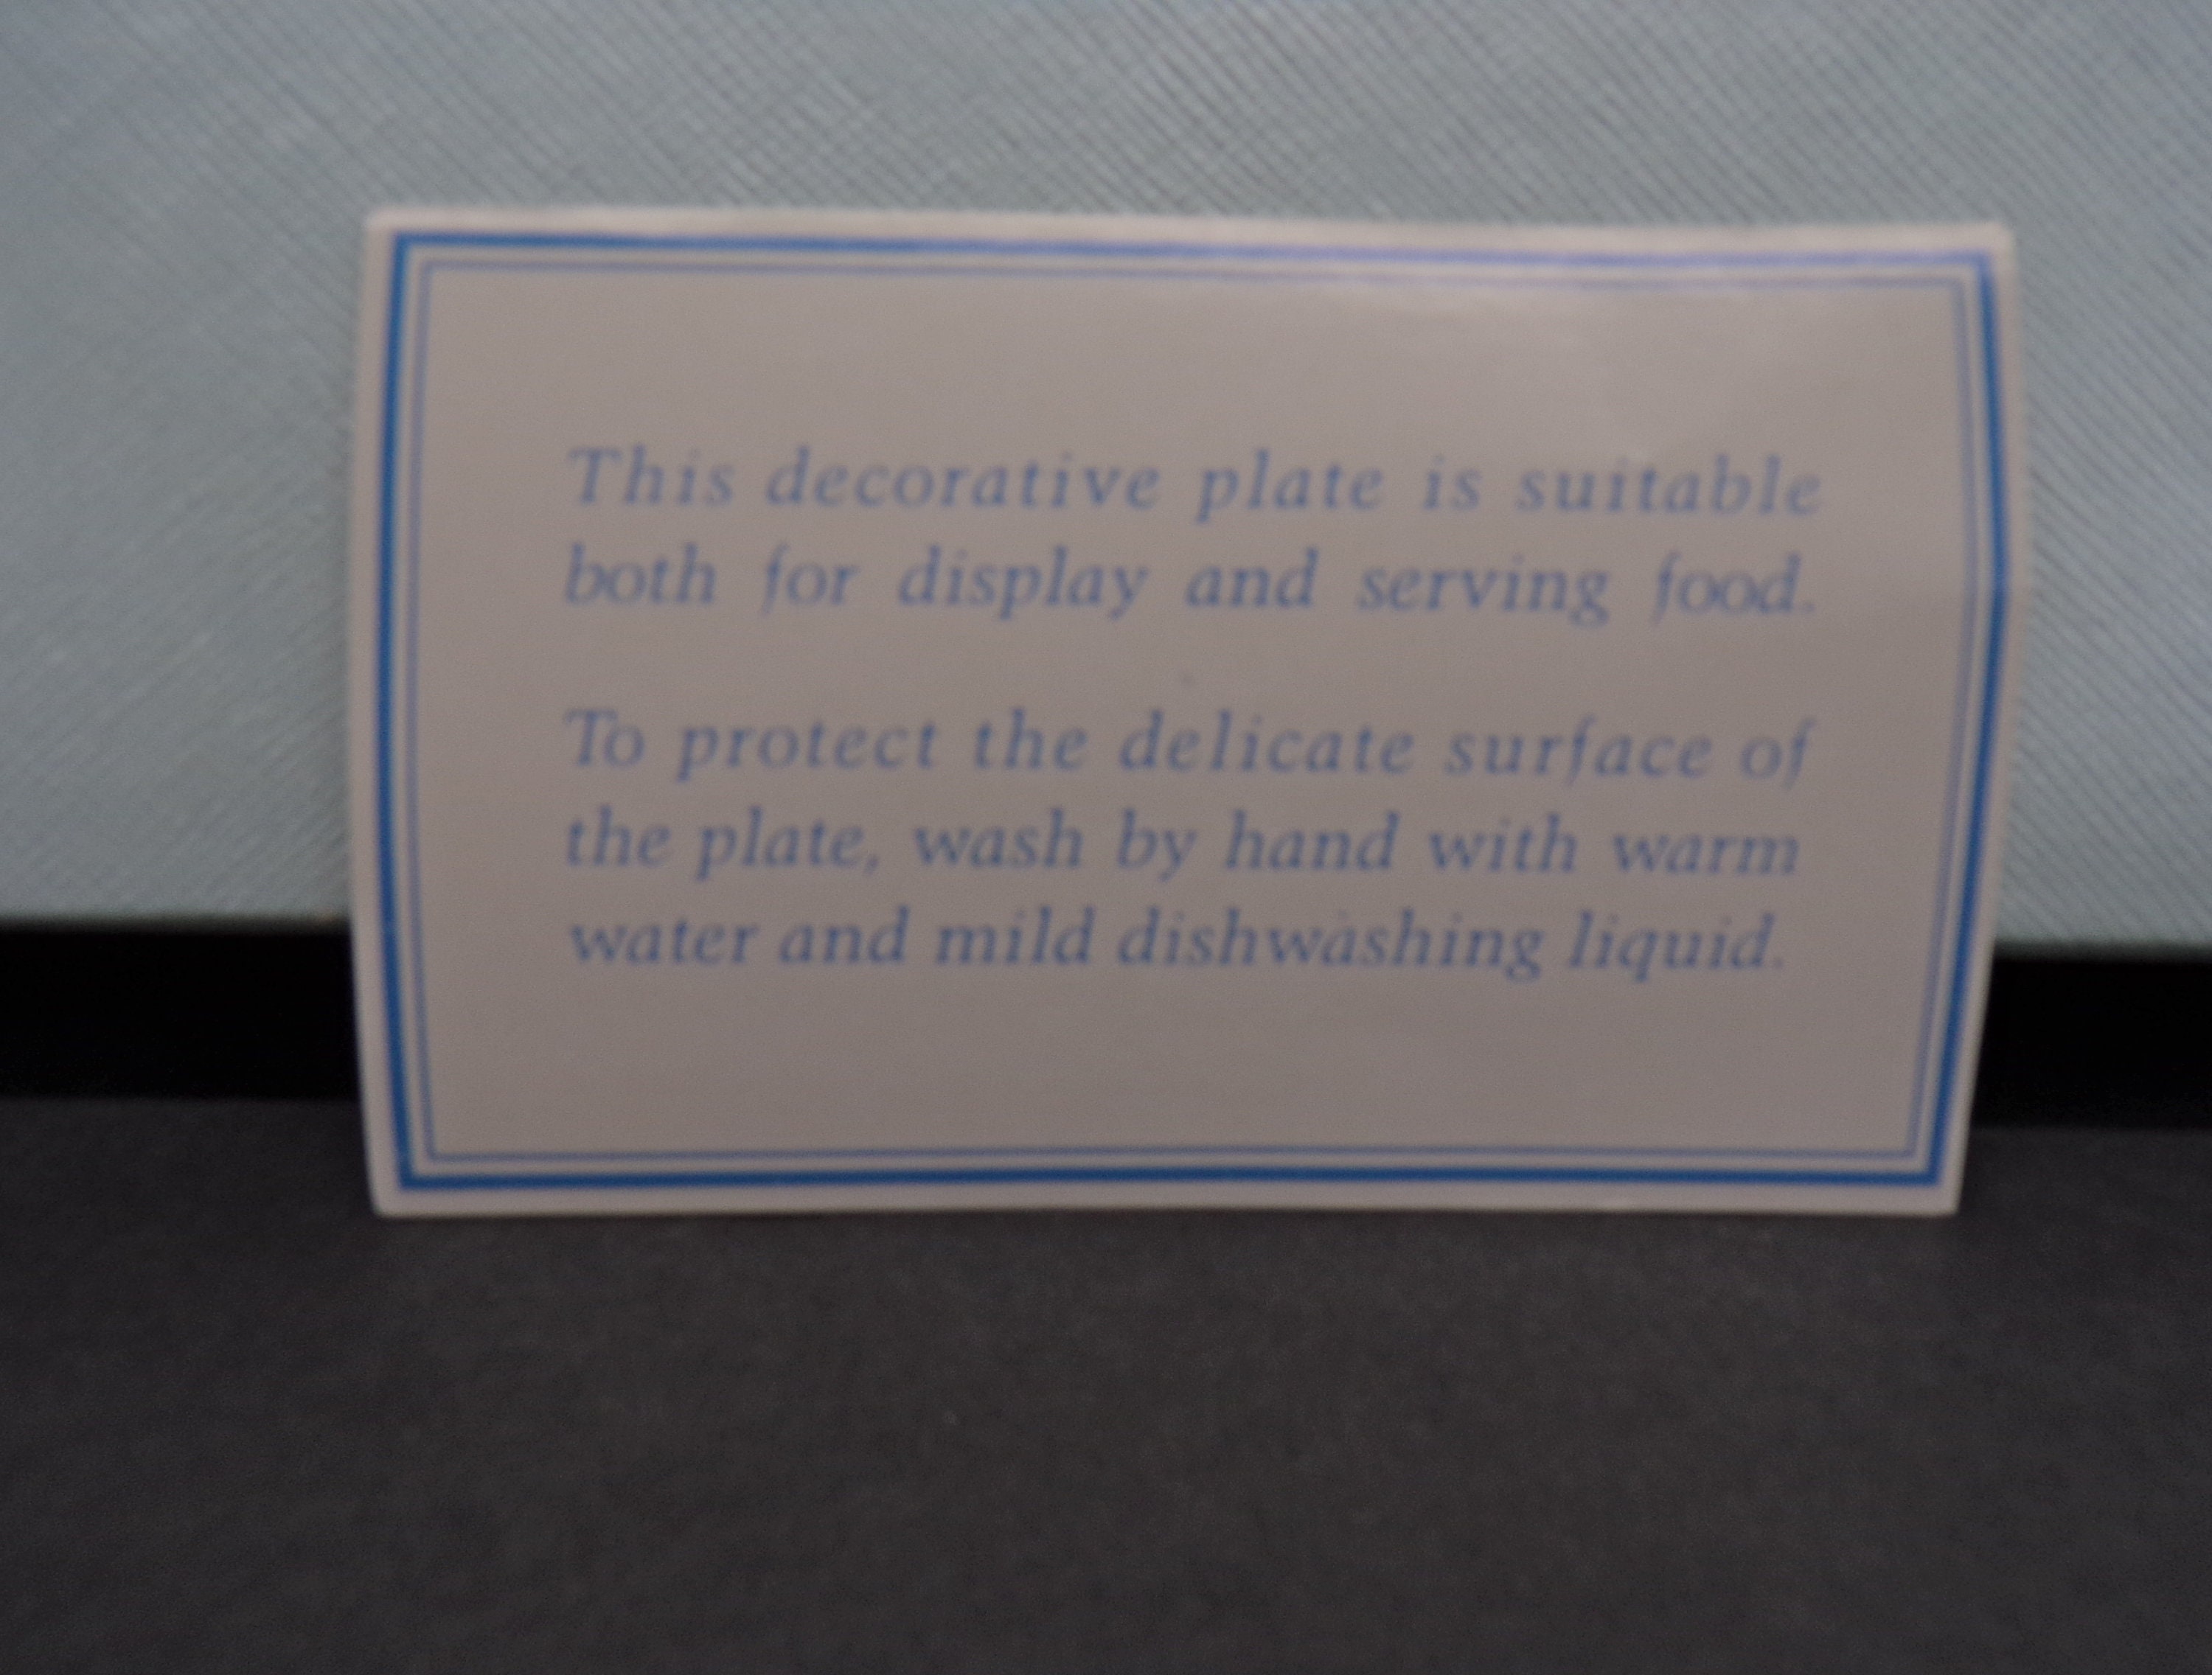 This decorative plate is suitable
both for display and serving food.
To protect the delicate surface of
the plate, wash by hand with warm
water and mild dishwashing liquid.